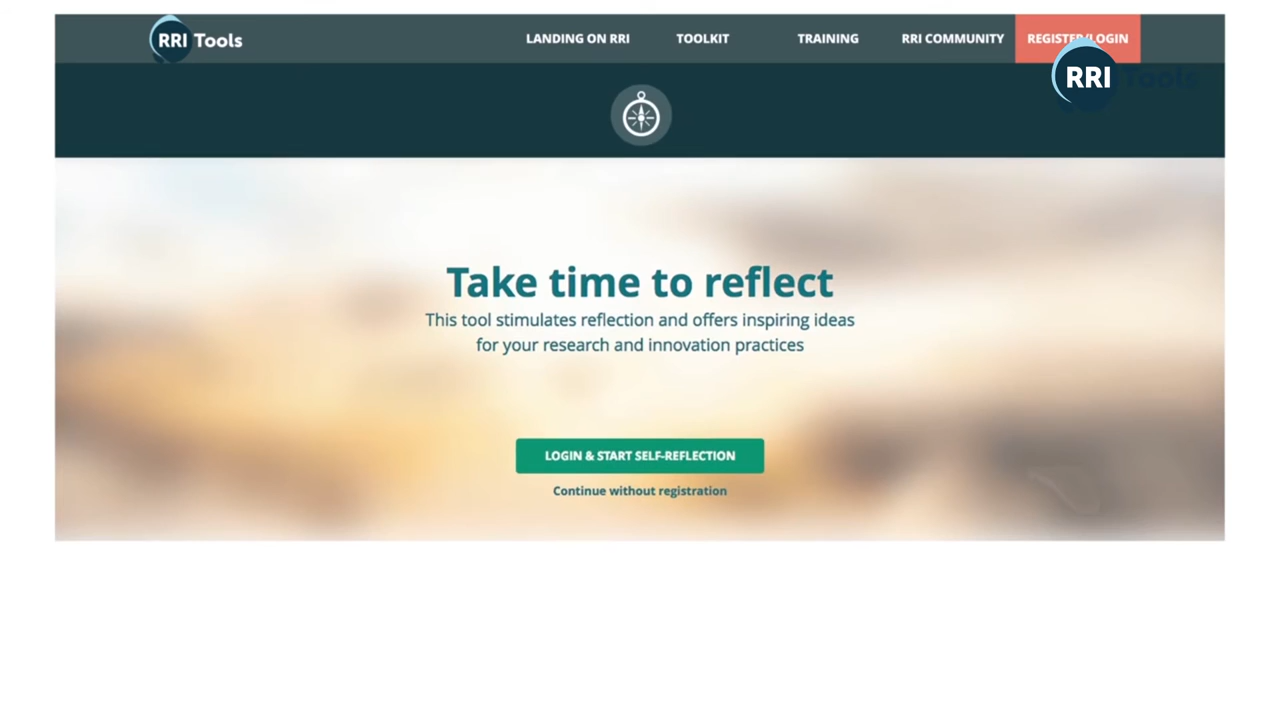 RRI Tools
LANDING ON RRI TOOLKIT TRAINING RRI COMMUNITY REGISTER/LOGIN
RRI Tools
Take time to reflect
This tool stimulates reflection and offers inspiring ideas
for your research and innovation practices
LOGIN & START SELF-REFLECTION
Continue without registration